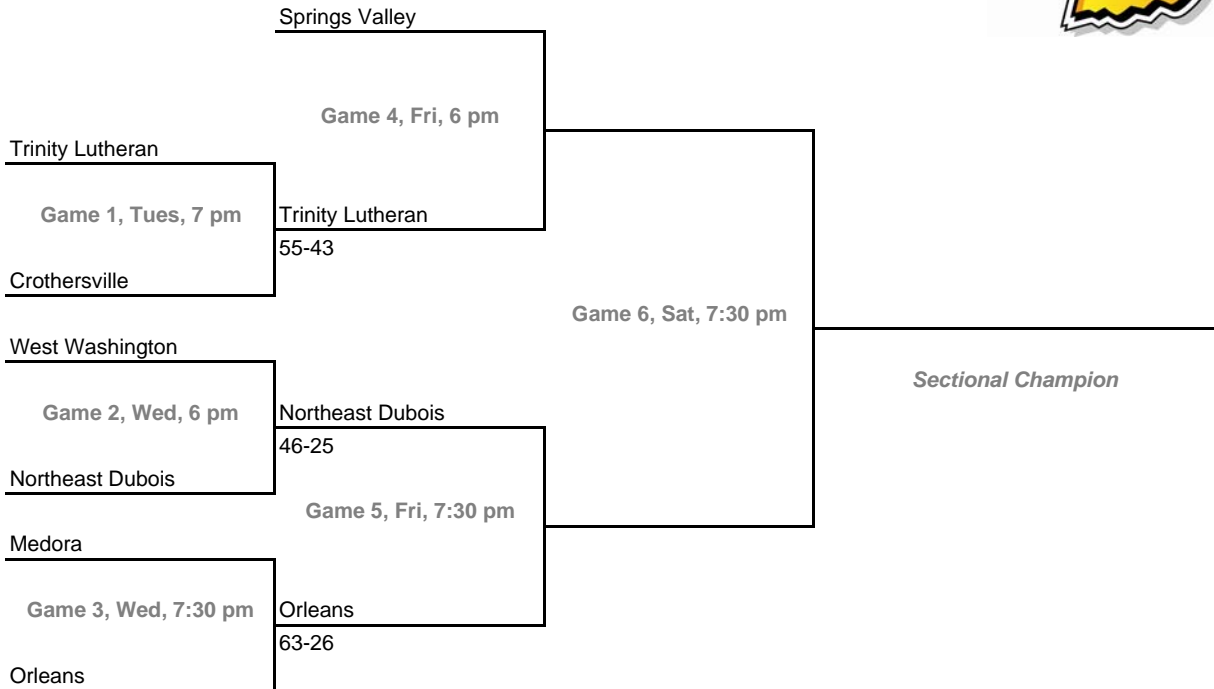 Springs Valley
Game 4, Fri, 6 pm
Trinity Lutheran
Game 1, Tues, 7 pm
Trinity Lutheran
55-43
Crothersville
Game 6, Sat, 7:30 pm
West Washington
Sectional Champion
Game 2, Wed, 6 pm
Northeast Dubois
46-25
Northeast Dubois
Game 5, Fri, 7:30 pm
Medora
Game 3, Wed, 7:30 pm
Orleans
63-26
Orleans